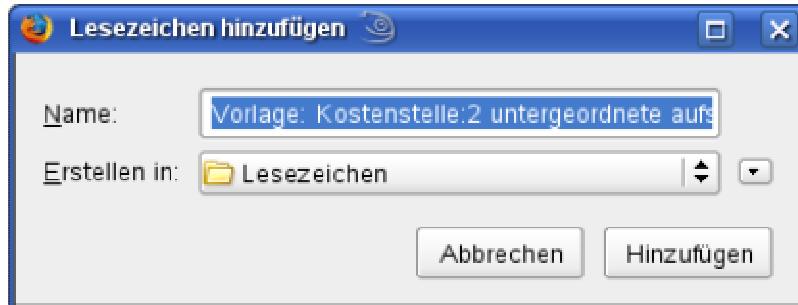 Lesezeichen hinzufügen
Name: Vorlage: Kostenstelle:2 untergeordnete aufs
Erstellen in: Lesezeichen
Abbrechen Hinzufügen